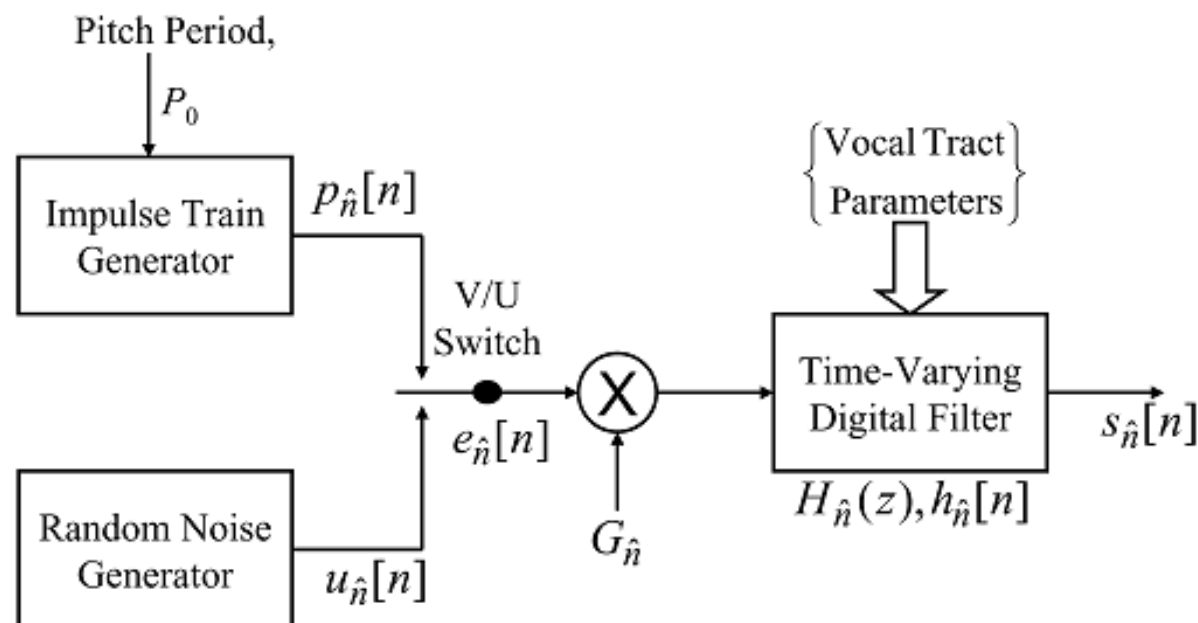 Pitch Period,
P₀
Impulse Train
Generator
p_n̂[n]
V/U
Switch
e_n̂[n]
X
G_n̂
Random Noise
Generator
u_n̂[n]
{Vocal Tract
Parameters}
Time-Varying
Digital Filter
H_n̂(z), h_n̂[n]
s_n̂[n]